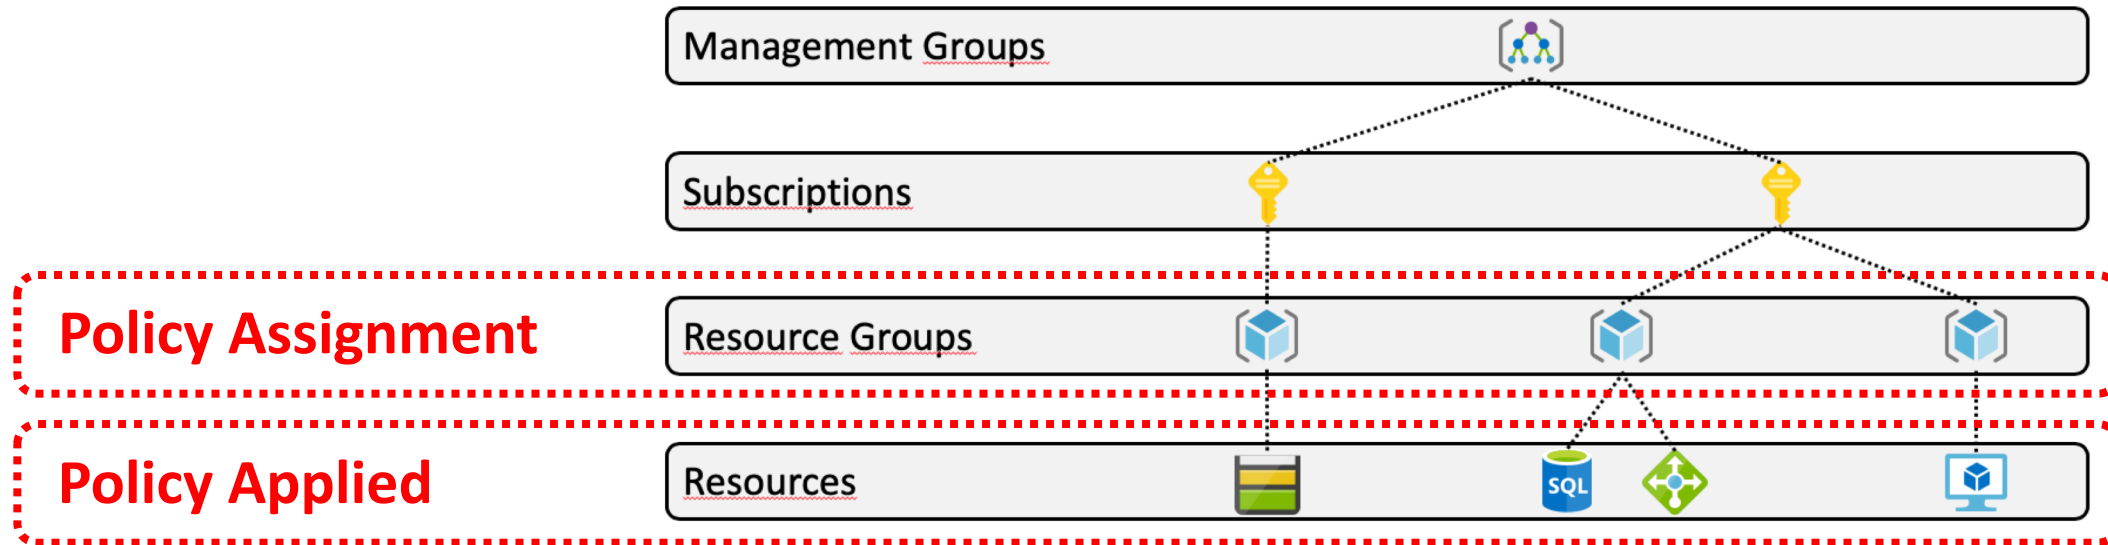 Management Groups
Subscriptions
Policy Assignment
Resource Groups
Policy Applied
Resources
SQL